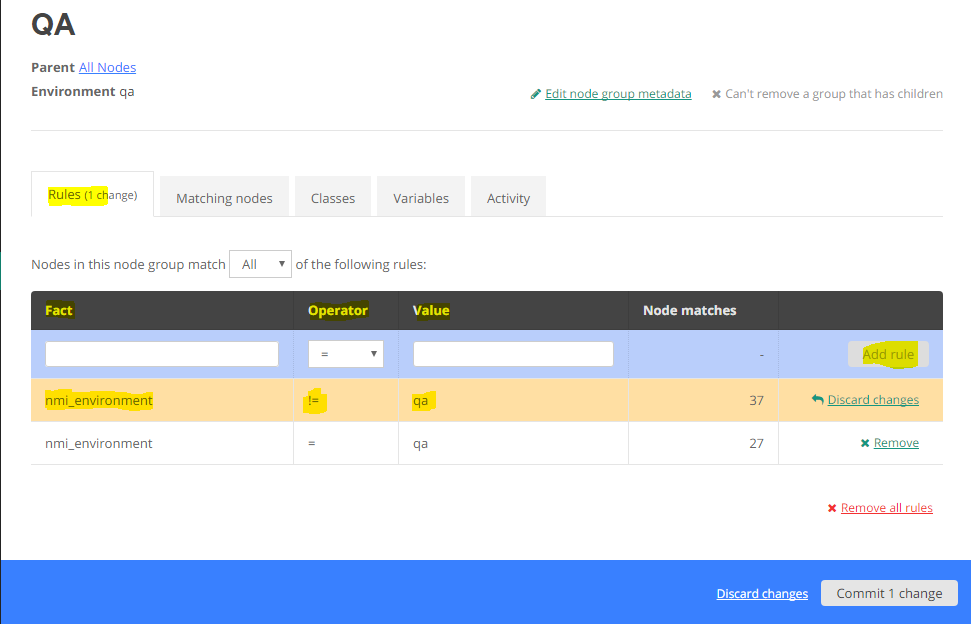 QA
Parent All Nodes
Environment qa
Edit node group metadata Can't remove a group that has children
Rules (1 change) Matching nodes Classes Variables Activity
Nodes in this node group match All of the following rules:
Fact Operator Value Node matches
= - Add rule
nmi_environment != qa 37 Discard changes
nmi_environment = qa 27 Remove
Remove all rules
Discard changes Commit 1 change